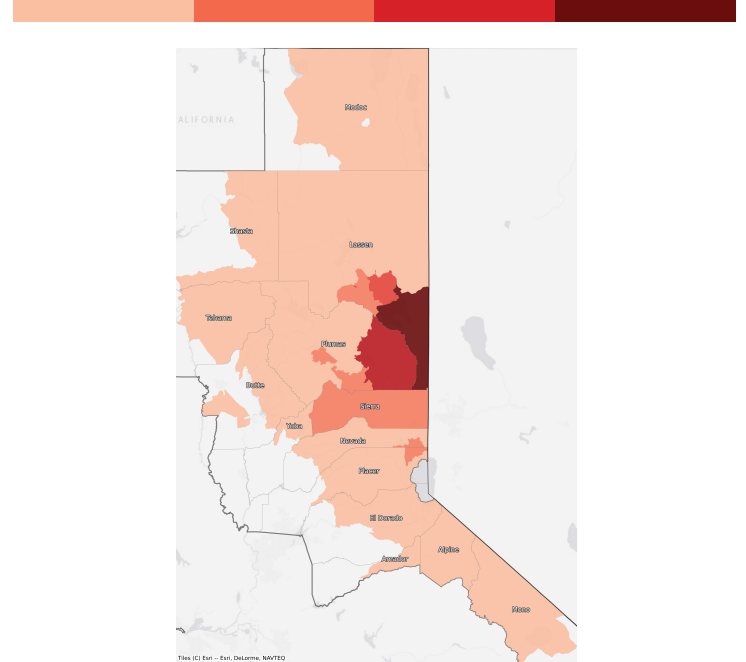 Modoc
ALIFORNIA
Shasta
Lassen
Tehama
Plumas
Butte
Sierra
Yuba
Nevada
Placer
El Dorado
Alpine
Amador
Mono
Tiles (C) Esri -- Esri, DeLorme, NAVTEQ